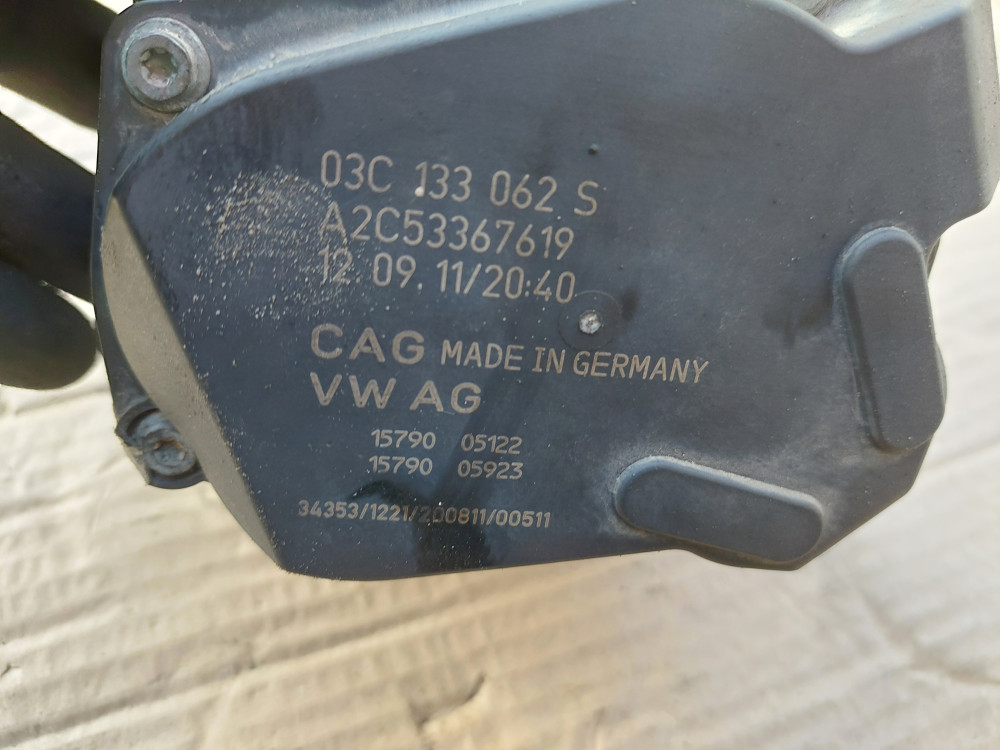 03C 133 062 S
A2C53367619
12.09.11/20:40
CAG MADE IN GERMANY
VW AG
15790 05122
15790 05923
34353/1221/200811/00511